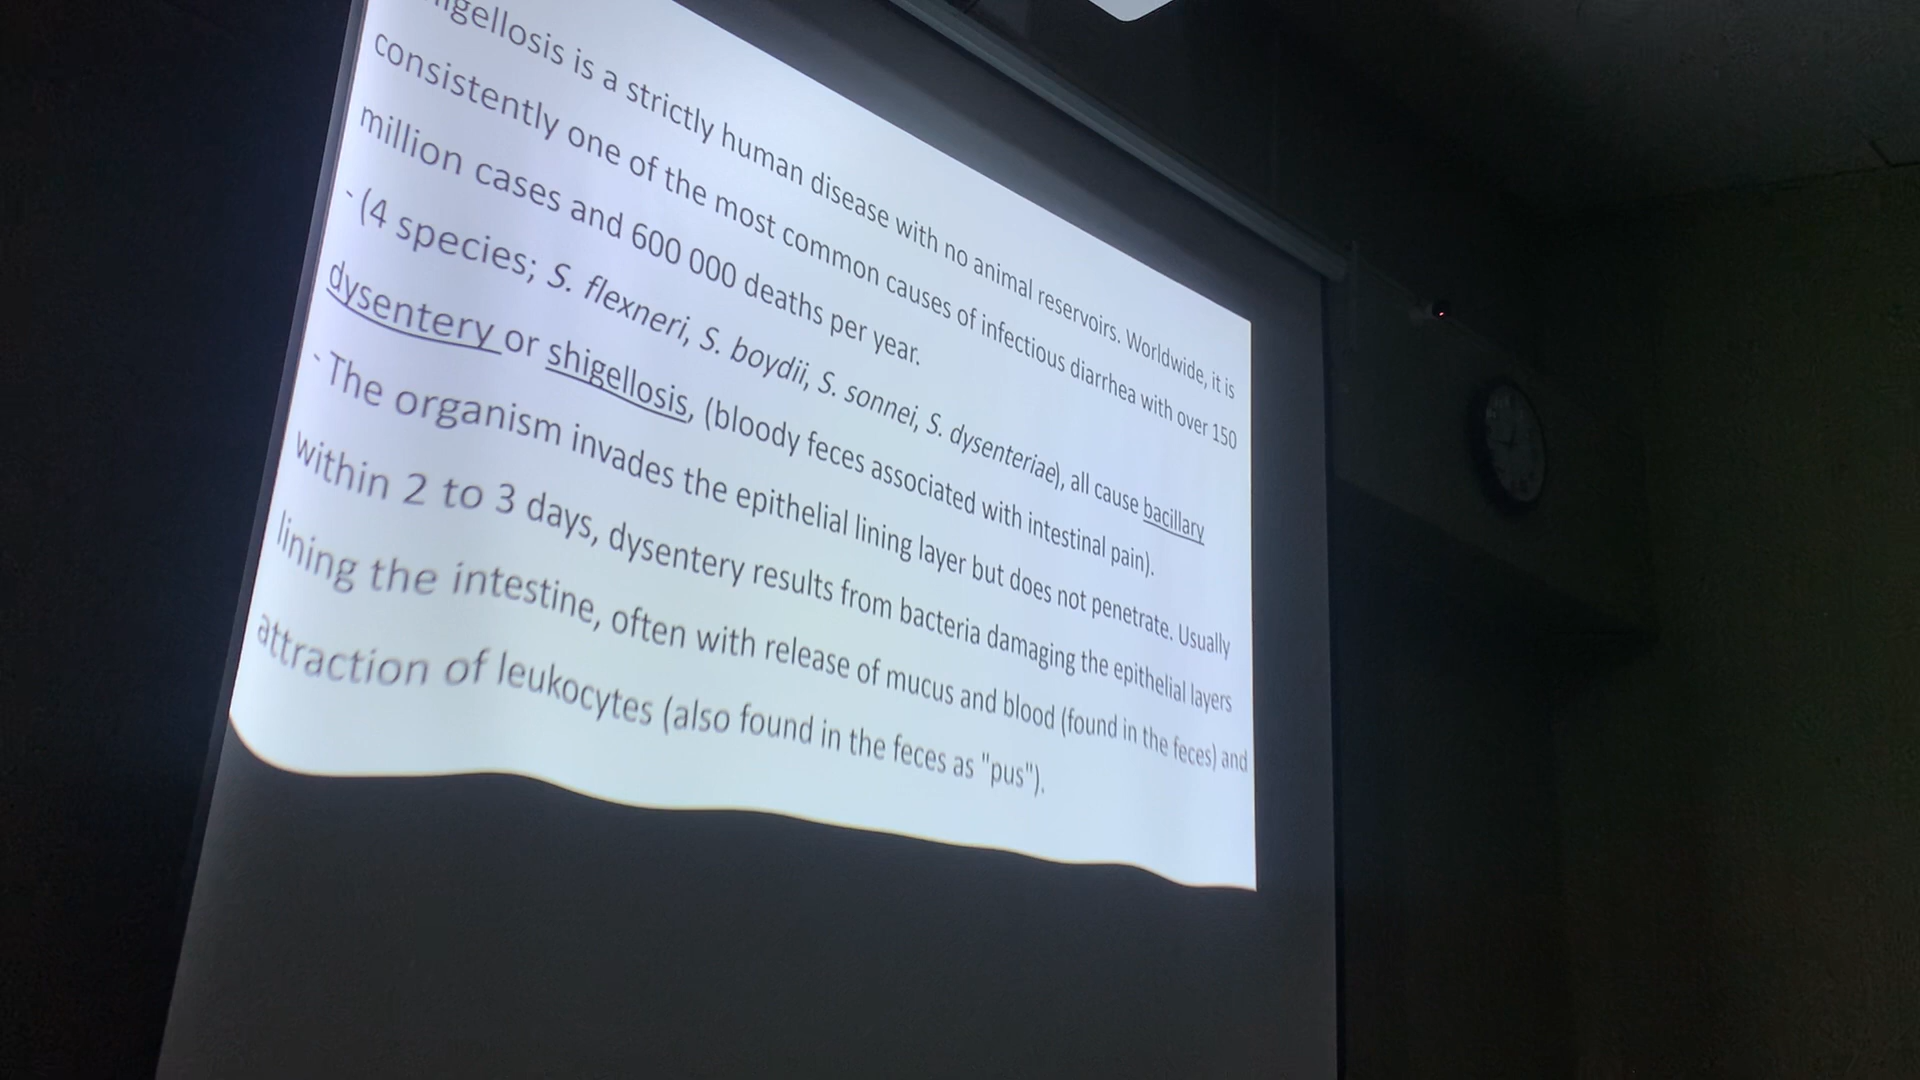 higellosis is a strictly human disease with no animal reservoirs. Worldwide, it is
consistently one of the most common causes of infectious diarrhea with over 150
million cases and 600 000 deaths per year.
- (4 species; S. flexneri, S. boydii, S. sonnei, S. dysenteriae), all cause bacillary
dysentery or shigellosis, (bloody feces associated with intestinal pain).
- The organism invades the epithelial lining layer but does not penetrate. Usually
within 2 to 3 days, dysentery results from bacteria damaging the epithelial layers
lining the intestine, often with release of mucus and blood (found in the feces) and
attraction of leukocytes (also found in the feces as "pus").